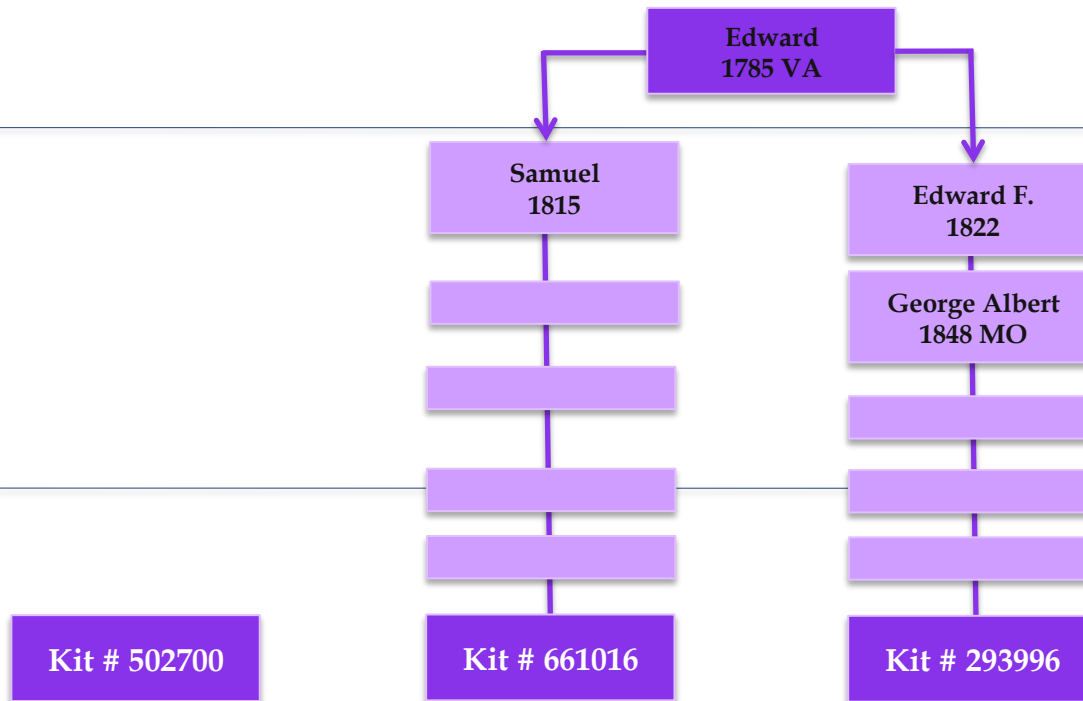 Edward
1785 VA
Samuel
1815
Edward F.
1822
George Albert
1848 MO
Kit # 502700
Kit # 661016
Kit # 293996